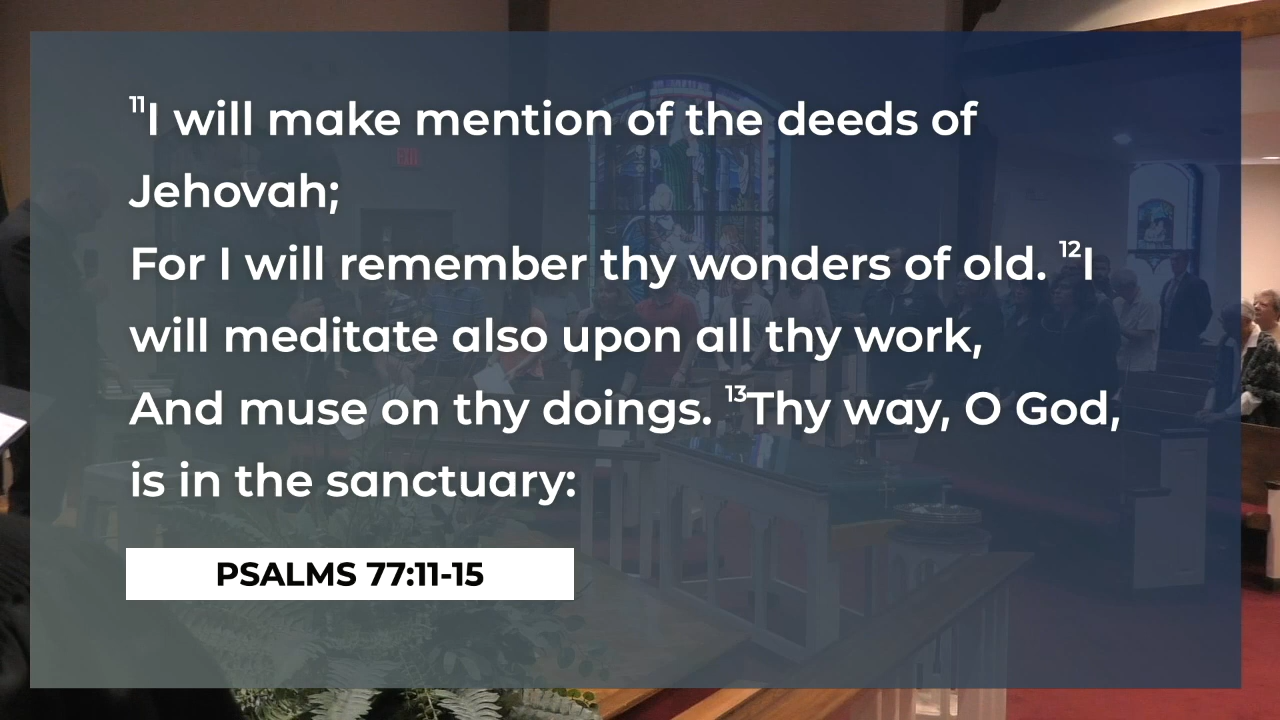 ¹¹I will make mention of the deeds of
Jehovah;
For I will remember thy wonders of old. ¹²I
will meditate also upon all thy work,
And muse on thy doings. ¹³Thy way, O God,
is in the sanctuary:
PSALMS 77:11-15
EXIT